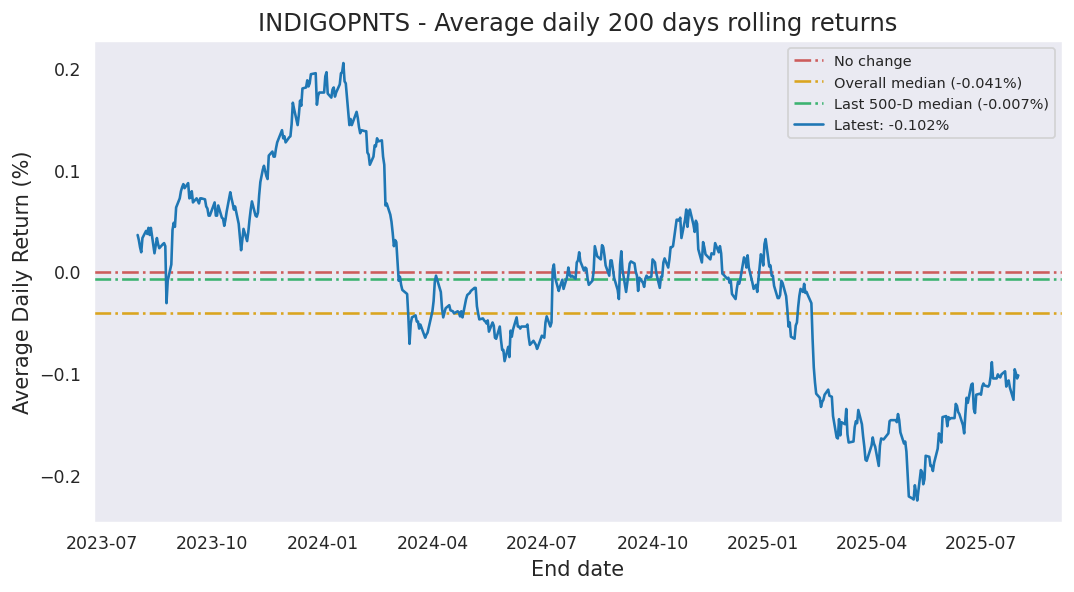 INDIGOPNTS - Average daily 200 days rolling returns
No change
Overall median (-0.041%)
Last 500-D median (-0.007%)
Latest: -0.102%
Average Daily Return (%)
0.2
0.1
0.0
−0.1
−0.2
2023-07 2023-10 2024-01 2024-04 2024-07 2024-10 2025-01 2025-04 2025-07
End date